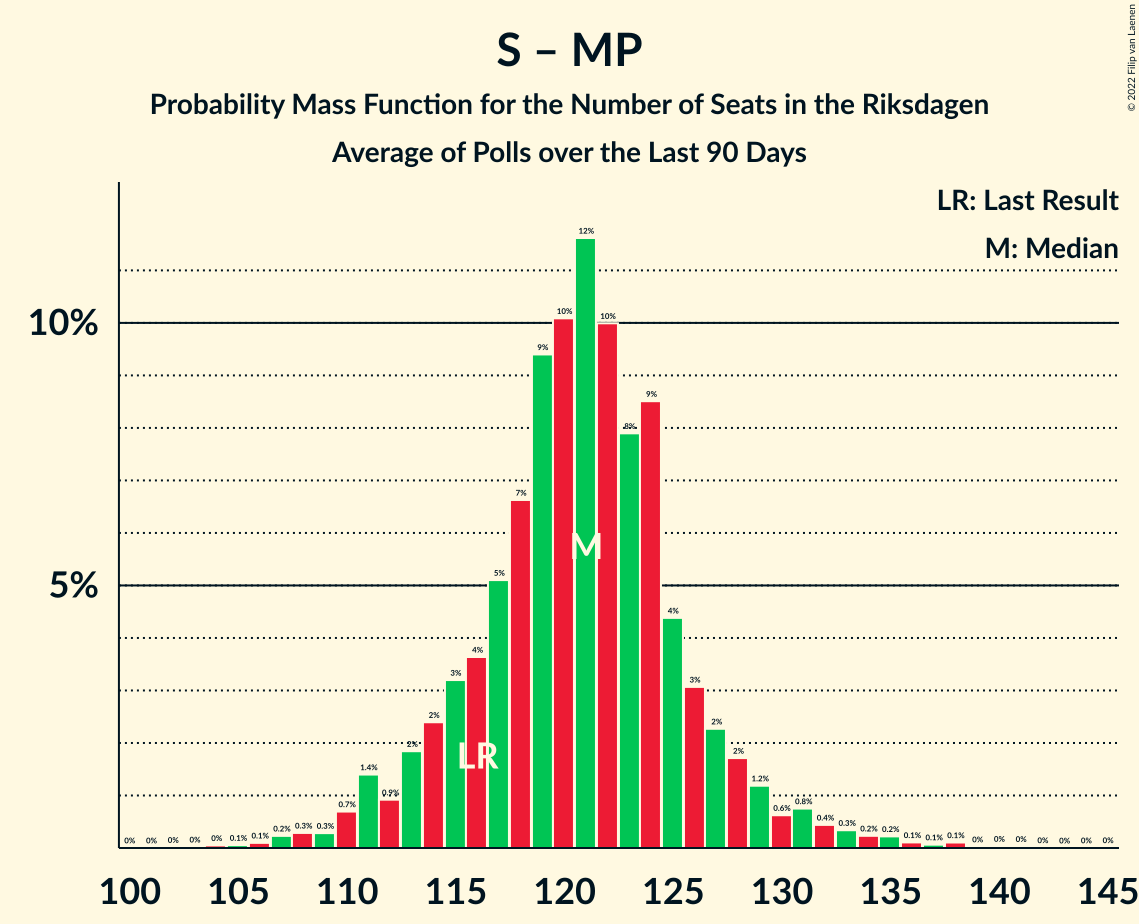 S – MP
Probability Mass Function for the Number of Seats in the Riksdagen
Average of Polls over the Last 90 Days
© 2022 Filip van Laenen
LR: Last Result
M: Median
10%
5%
0% 0% 0% 0% 0% 0.1% 0.1% 0.2% 0.3% 0.3% 0.7% 1.4% 0.9% 2% 2% 3% 4% 5% 7% 9% 10% 12% 10% 8% 9% 4% 3% 2% 2% 1.2% 0.6% 0.8% 0.4% 0.3% 0.2% 0.2% 0.1% 0.1% 0.1% 0% 0% 0% 0% 0% 0% 0%
M
LR
100 105 110 115 120 125 130 135 140 145